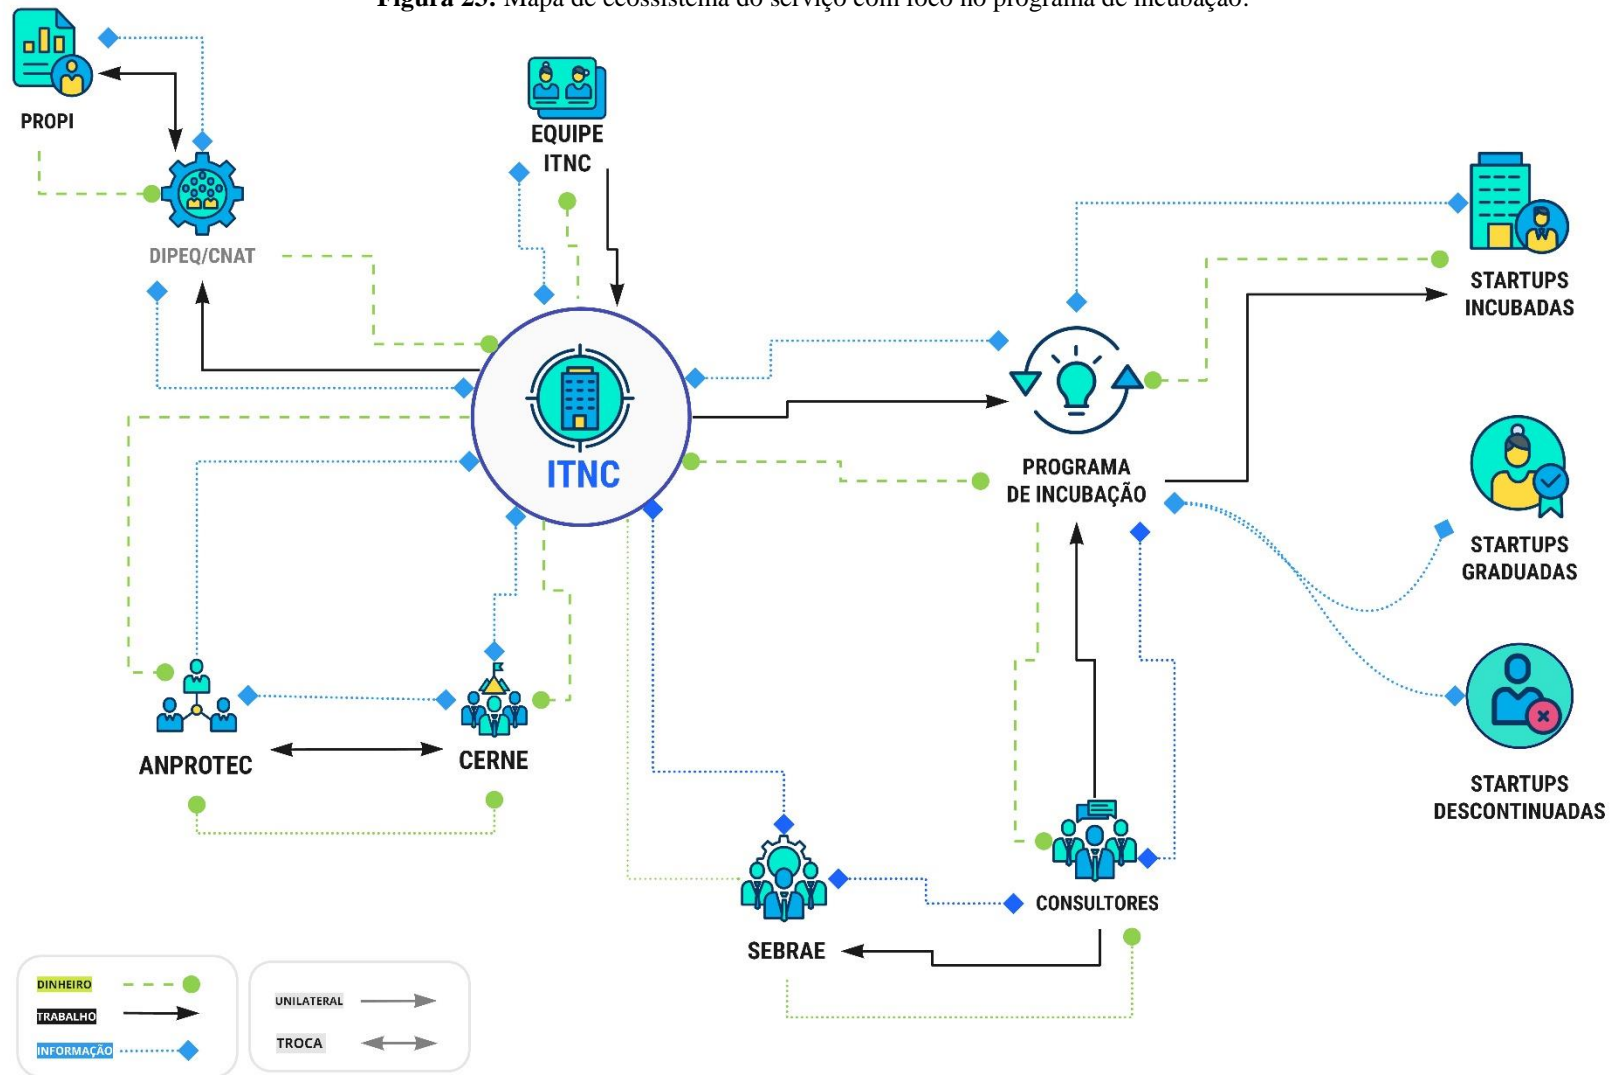 Figura 23: Mapa de ecossistema do serviço com foco no programa de incubação.
PROPI
EQUIPE
ITNC
DIPEQ/CNAT
STARTUPS
INCUBADAS
ITNC
PROGRAMA
DE INCUBAÇÃO
STARTUPS
GRADUADAS
ANPROTEC
CERNE
STARTUPS
DESCONTINUADAS
CONSULTORES
SEBRAE
DINHEIRO
TRABALHO
INFORMAÇÃO
UNILATERAL
TROCA